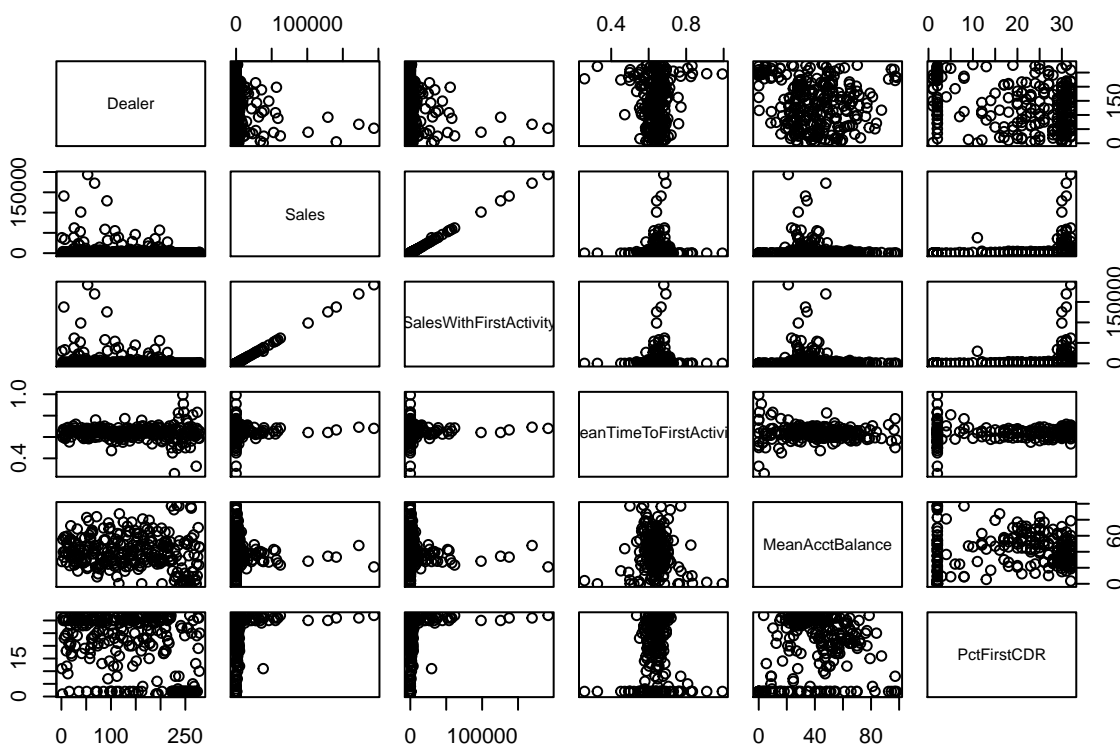 0 100000 0.4 0.8 0 10 20 30
Dealer
0 150
0 150000
Sales
SalesWithFirstActivity
0 150000
0.4 1.0
eanTimeToFirstActivi
MeanAcctBalance
0 60
0 15
PctFirstCDR
0 100 250 0 100000 0 40 80